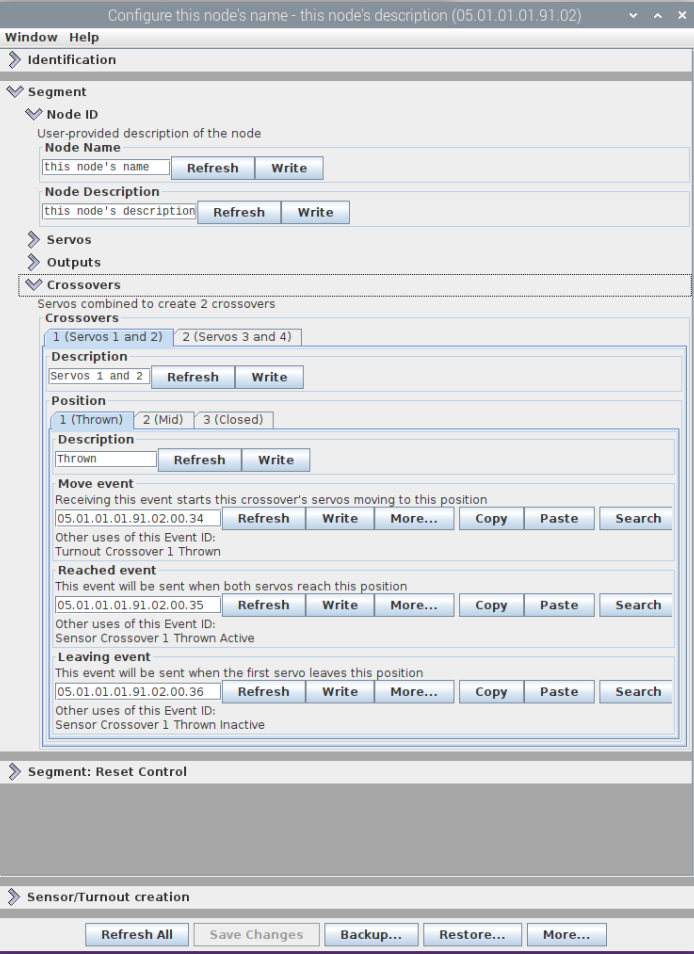 Configure this node's name - this node's description (05.01.01.01.91.02)
Window Help
Identification
Segment
Node ID
User-provided description of the node
Node Name
this node's name Refresh Write
Node Description
this node's description Refresh Write
Servos
Outputs
Crossovers
Servos combined to create 2 crossovers
Crossovers
1 (Servos 1 and 2) 2 (Servos 3 and 4)
Description
Servos 1 and 2 Refresh Write
Position
1 (Thrown) 2 (Mid) 3 (Closed)
Description
Thrown Refresh Write
Move event
Receiving this event starts this crossover's servos moving to this position
05.01.01.01.91.02.00.34 Refresh Write More... Copy Paste Search
Other uses of this Event ID:
Turnout Crossover 1 Thrown
Reached event
This event will be sent when both servos reach this position
05.01.01.01.91.02.00.35 Refresh Write More... Copy Paste Search
Other uses of this Event ID:
Sensor Crossover 1 Thrown Active
Leaving event
This event will be sent when the first servo leaves this position
05.01.01.01.91.02.00.36 Refresh Write More... Copy Paste Search
Other uses of this Event ID:
Sensor Crossover 1 Thrown Inactive
Segment: Reset Control
Sensor/Turnout creation
Refresh All Save Changes Backup... Restore... More...